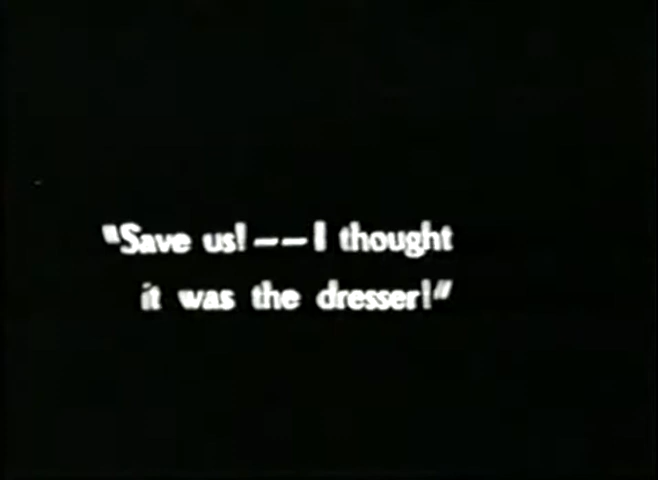 "Save us! -- I thought
it was the dresser!"